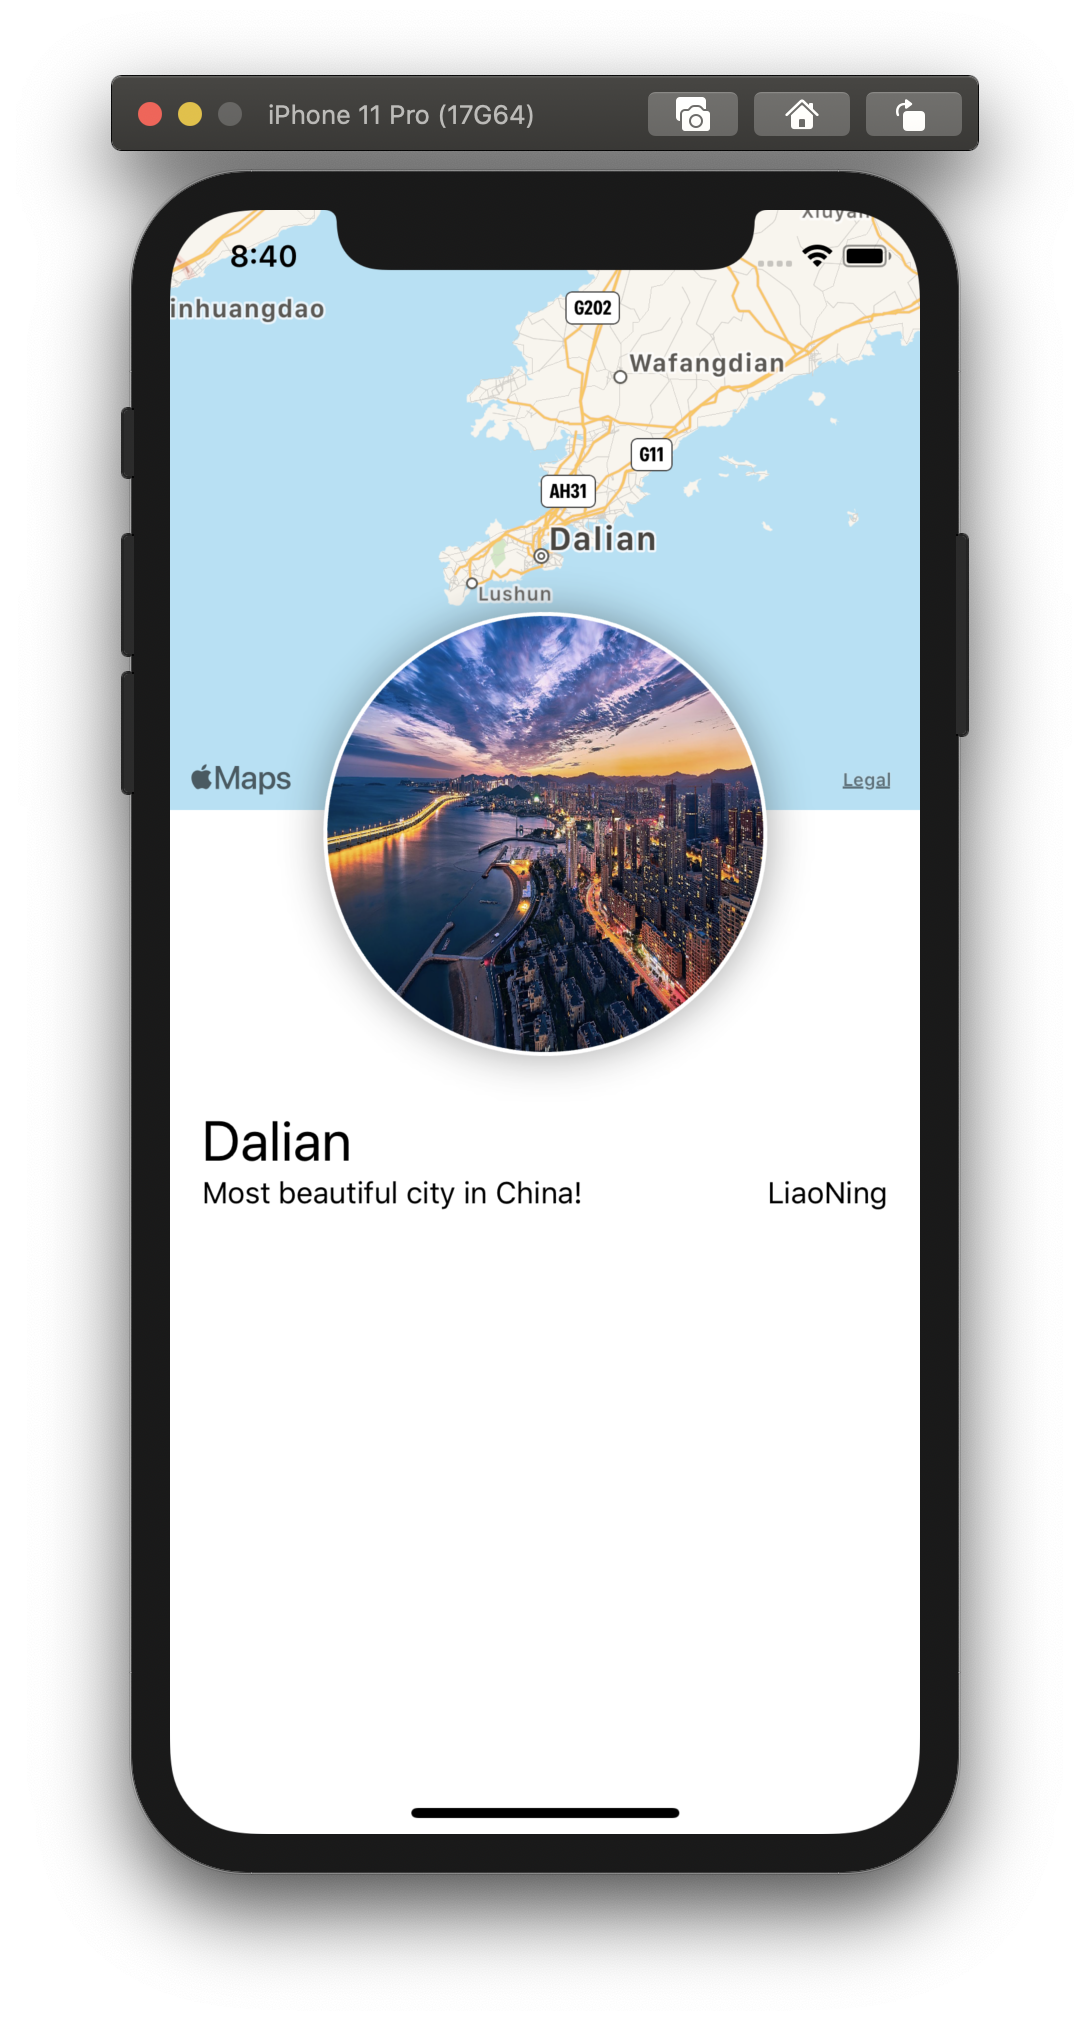 iPhone 11 Pro (17G64)
8:40
inhuangdao
G202
Wafangdian
G11
AH31
Dalian
Lushun
Maps
Legal
Dalian
Most beautiful city in China!
LiaoNing